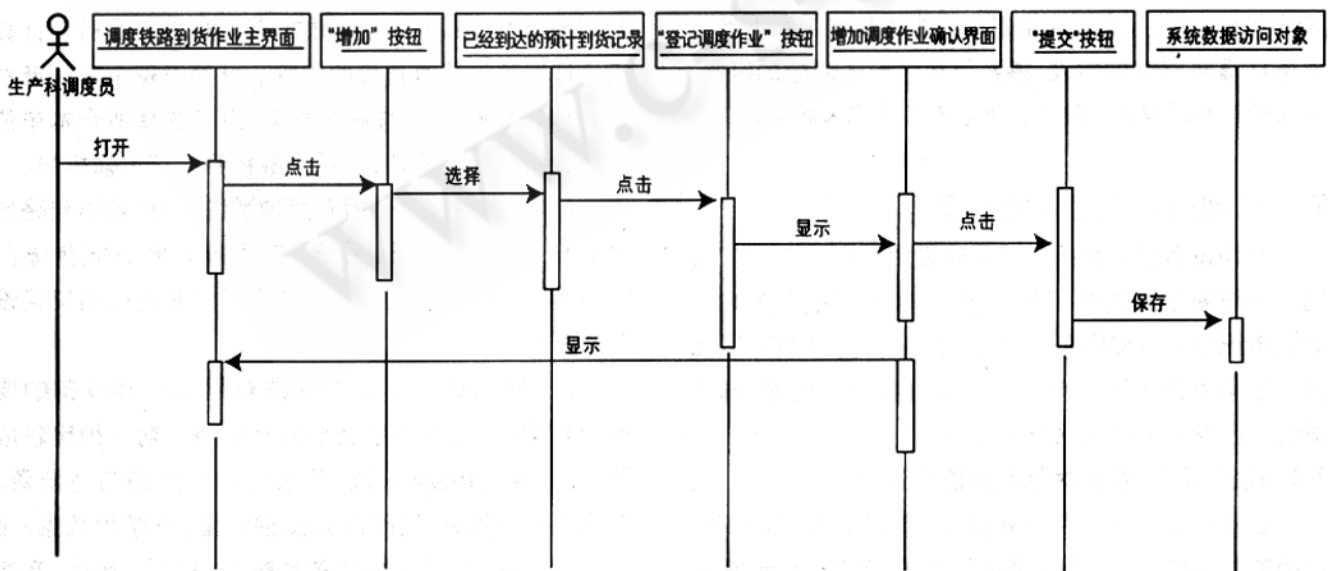 调度铁路到货作业主界面
“增加”按钮
已经到达的预计到货记录
“登记调度作业”按钮
增加调度作业确认界面
“提交”按钮
系统数据访问对象
生产科调度员
打开
点击
选择
点击
显示
点击
保存
显示